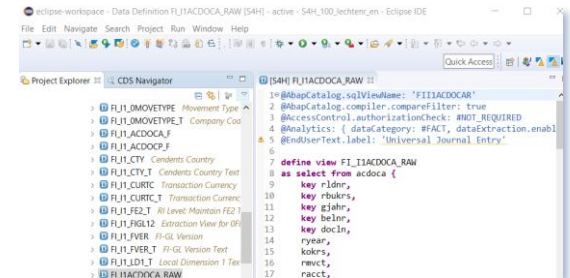 eclipse-workspace - Data Definition FI_I1ACDOCA_RAW [S4H] - active - S4H_100_lechtenr_en - Eclipse IDE
File Edit Navigate Search Project Run Window Help
Quick Access
Project Explorer CDS Navigator
FI_I1_0MOVETYPE Movement Type
FI_I1_0MOVETYPE_T Company Cod
FI_I1_ACDOCA_F
FI_I1_ACDOCP_F
FI_I1_CTY Cendents Country
FI_I1_CTY_T Cendents Country Text
FI_I1_CURTC Transaction Currency
FI_I1_CURTC_T Transaction Currenc
FI_I1_FE2_T RI Level: Maintain FE2 T
FI_I1_FIGL12 Extraction View for 0FI
FI_I1_FVER FI-GL Version
FI_I1_FVER_T FI-GL Version Text
FI_I1_LD1_T Local Dimension 1 Tex
FI_I1ACDOCA_RAW
[S4H] FI_I1ACDOCA_RAW
1 @AbapCatalog.sqlViewName: 'FII1ACDOCAR'
2 @AbapCatalog.compiler.compareFilter: true
3 @AccessControl.authorizationCheck: #NOT_REQUIRED
4 @Analytics: { dataCategory: #FACT, dataExtraction.enabl
5 @EndUserText.label: 'Universal Journal Entry'
6
7 define view FI_I1ACDOCA_RAW
8 as select from acdoca {
9 key rldnr,
10 key rbukrs,
11 key gjahr,
12 key belnr,
13 key docln,
14 ryear,
15 kokrs,
16 rmvct,
17 racct,